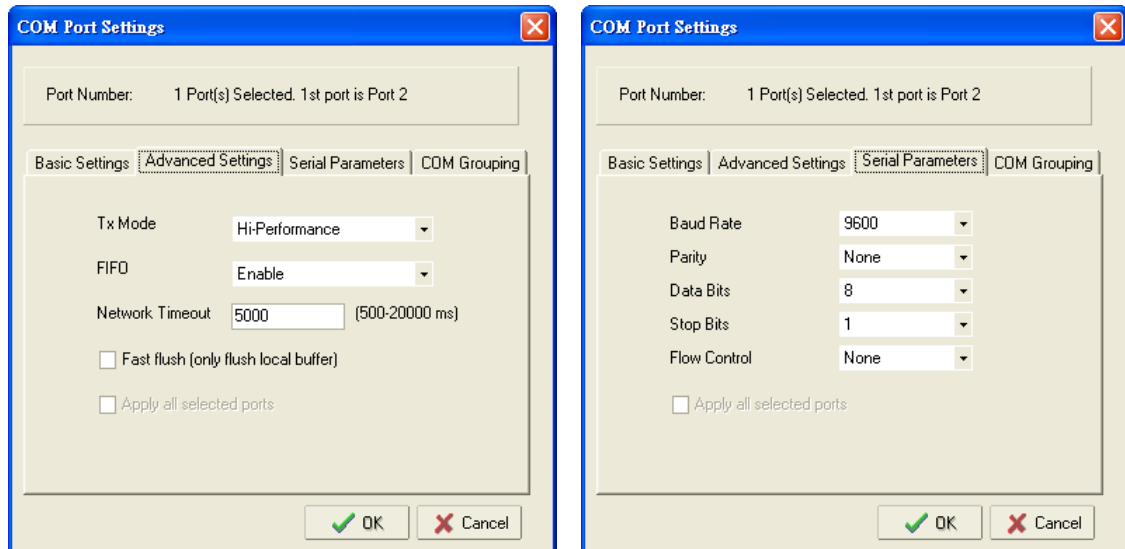 COM Port Settings
Port Number: 1 Port(s) Selected. 1st port is Port 2
Basic Settings Advanced Settings Serial Parameters COM Grouping
Tx Mode Hi-Performance
FIFO Enable
Network Timeout 5000 (500-20000 ms)
Fast flush (only flush local buffer)
Apply all selected ports
OK Cancel
COM Port Settings
Port Number: 1 Port(s) Selected. 1st port is Port 2
Basic Settings Advanced Settings Serial Parameters COM Grouping
Baud Rate 9600
Parity None
Data Bits 8
Stop Bits 1
Flow Control None
Apply all selected ports
OK Cancel